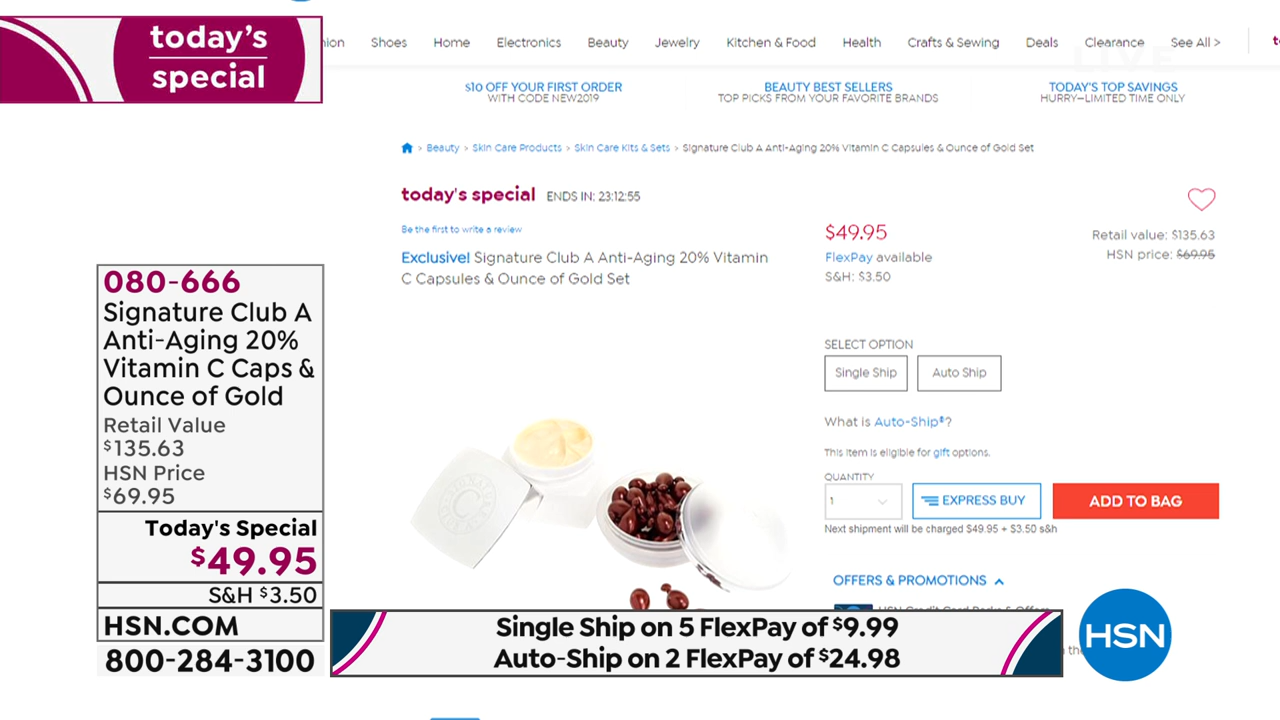 today's
special
Shoes
Home
Electronics
Beauty
Jewelry
Kitchen & Food
Health
Crafts & Sewing
Deals
Clearance
See All >
LIVE
$10 OFF YOUR FIRST ORDER
WITH CODE NEW2019
BEAUTY BEST SELLERS
TOP PICKS FROM YOUR FAVORITE BRANDS
TODAY'S TOP SAVINGS
HURRY—LIMITED TIME ONLY
> Beauty > Skin Care Products > Skin Care Kits & Sets > Signature Club A Anti-Aging 20% Vitamin C Capsules & Ounce of Gold Set
today's special ENDS IN: 23:12:55
Be the first to write a review
Exclusive! Signature Club A Anti-Aging 20% Vitamin
C Capsules & Ounce of Gold Set
$49.95
FlexPay available
S&H: $3.50
Retail value: $135.63
HSN price: $69.95
SELECT OPTION
Single Ship
Auto Ship
What is Auto-Ship®?
This item is eligible for gift options.
QUANTITY
1
EXPRESS BUY
ADD TO BAG
Next shipment will be charged $49.95 + $3.50 s&h
OFFERS & PROMOTIONS
080-666
Signature Club A
Anti-Aging 20%
Vitamin C Caps &
Ounce of Gold
Retail Value
$135.63
HSN Price
$69.95
Today's Special
$49.95
S&H $3.50
HSN.COM
800-284-3100
Single Ship on 5 FlexPay of $9.99
Auto-Ship on 2 FlexPay of $24.98
HSN